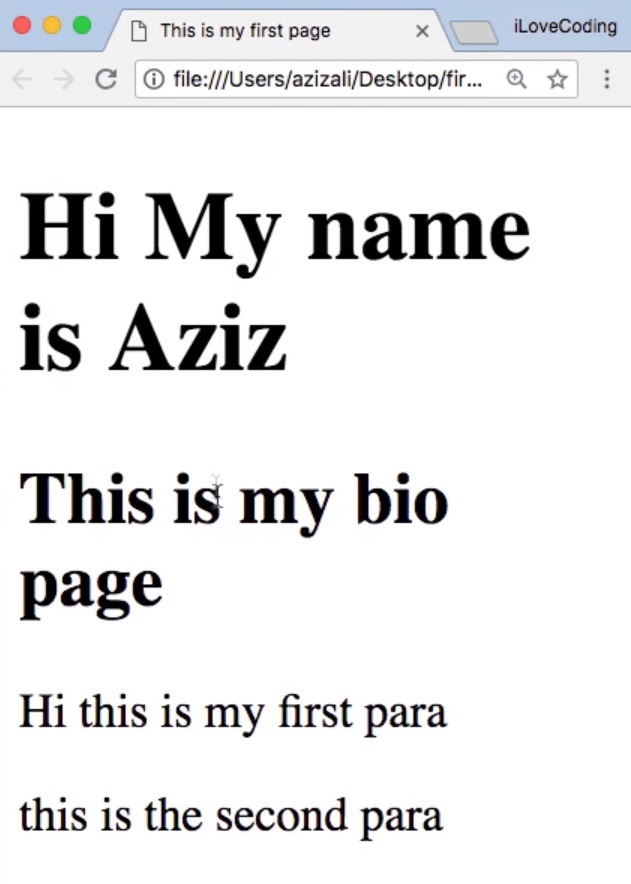 This is my first page
iLoveCoding
file:///Users/azizali/Desktop/fir...
Hi My name
is Aziz
This is my bio
page
Hi this is my first para
this is the second para